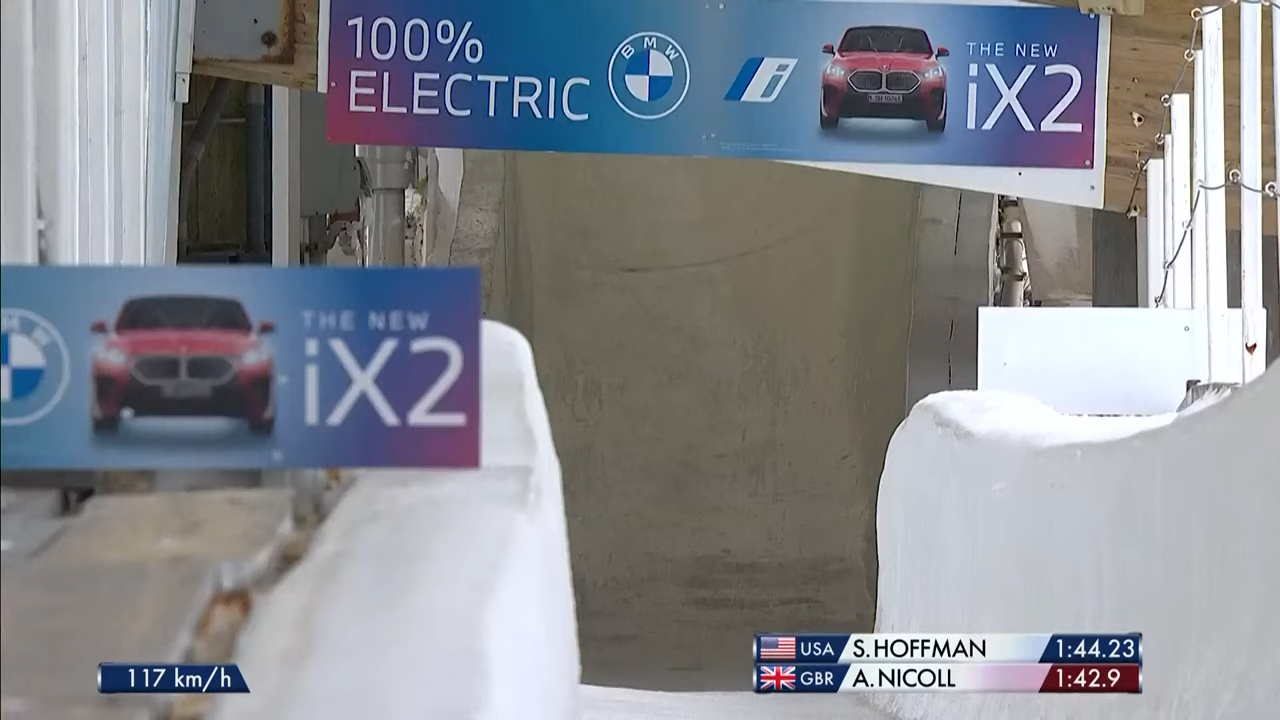 100%
ELECTRIC
BMW
i
THE NEW
iX2
THE NEW
iX2
USA S.HOFFMAN 1:44.23
GBR A.NICOLL 1:42.9
117 km/h